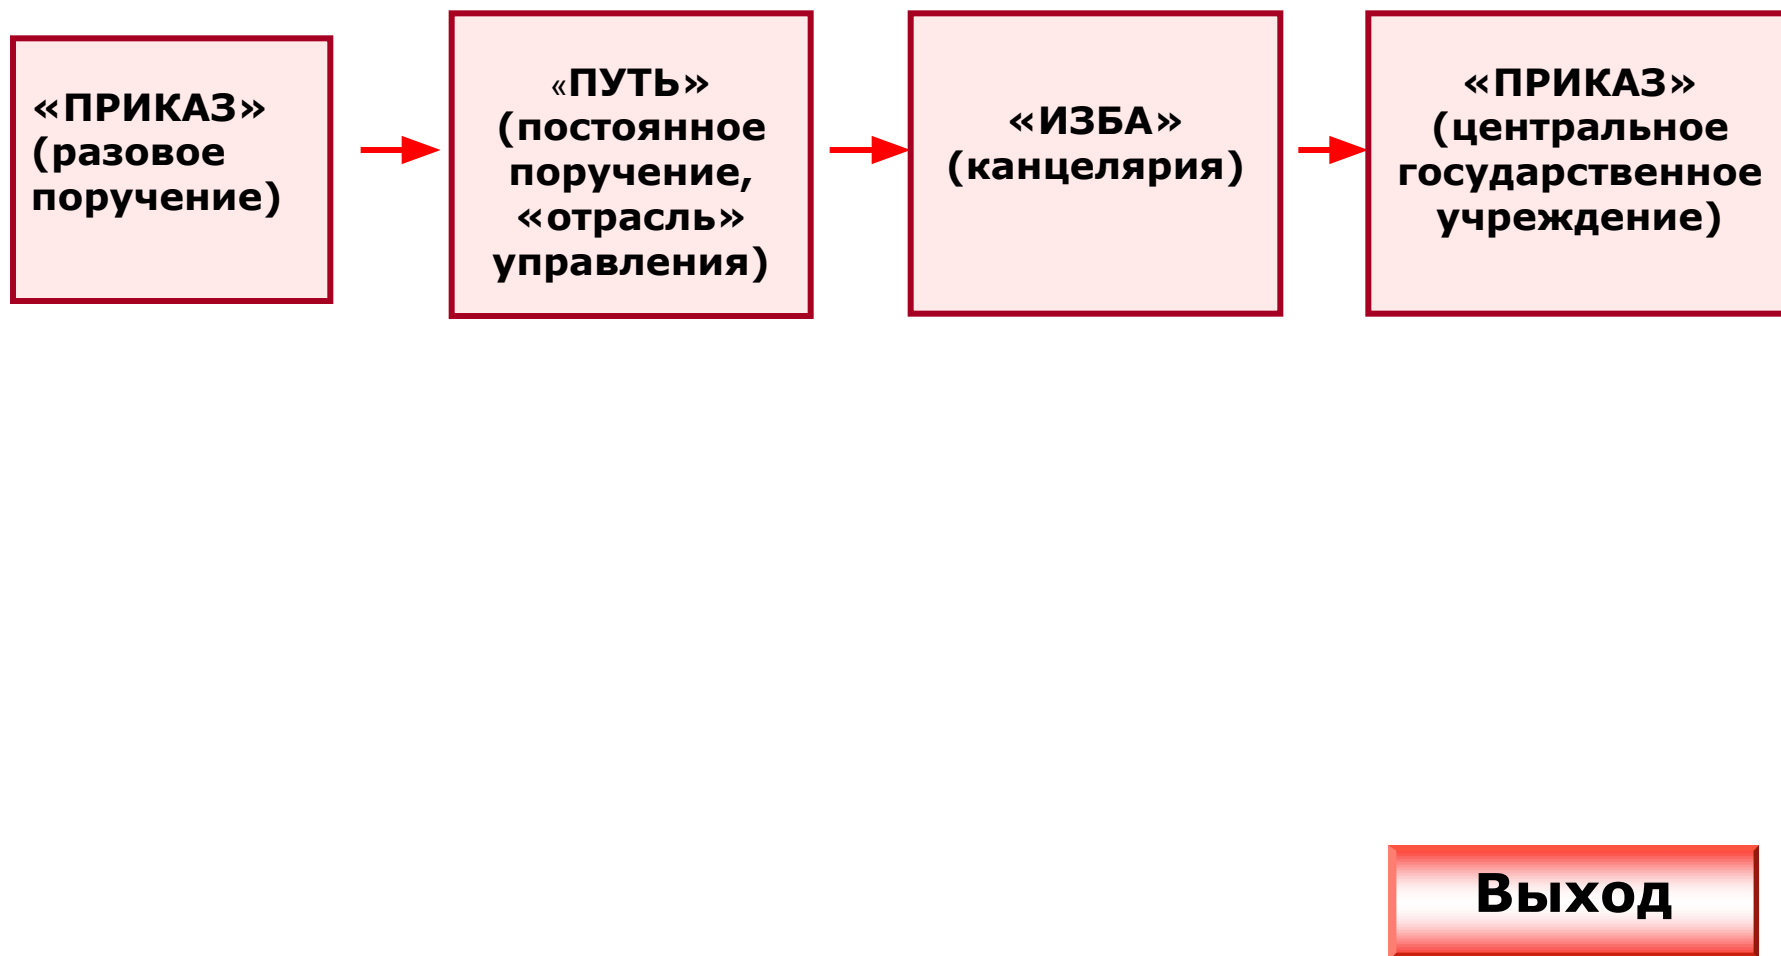 «ПРИКАЗ»
(разовое
поручение)
«ПУТЬ»
(постоянное
поручение,
«отрасль»
управления)
«ИЗБА»
(канцелярия)
«ПРИКАЗ»
(центральное
государственное
учреждение)
Выход